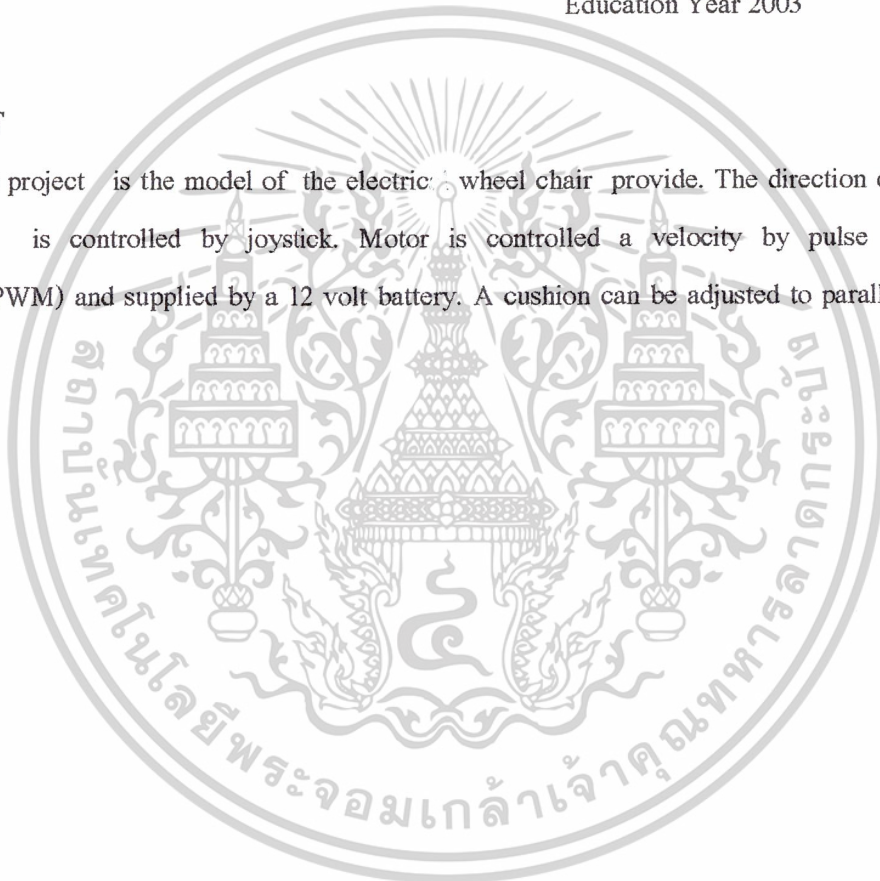 Education Year 2003
T
project is the model of the electric wheel chair provide. The direction o
is controlled by joystick. Motor is controlled a velocity by pulse
PWM) and supplied by a 12 volt battery. A cushion can be adjusted to parall
สถาบันเทคโนโลยีพระจอมเกล้าเจ้าคุณทหารลาดกระบัง